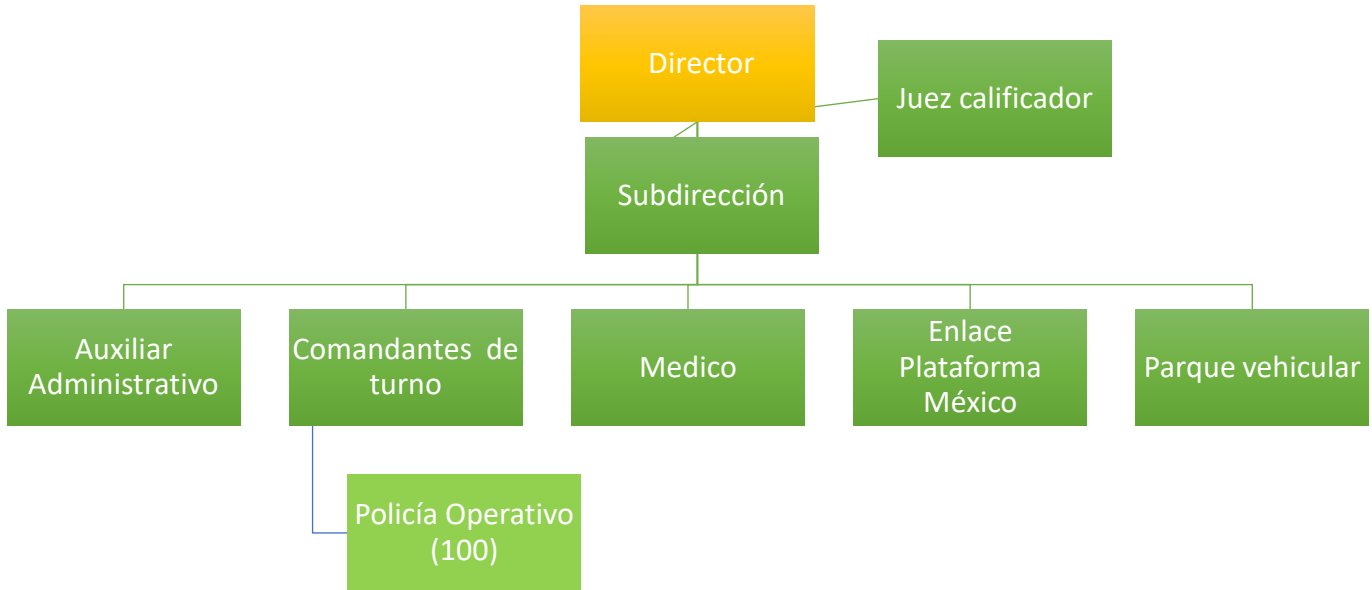 Director
Juez calificador
Subdirección
Auxiliar
Administrativo
Comandantes de
turno
Medico
Enlace
Plataforma
México
Parque vehicular
Policía Operativo
(100)